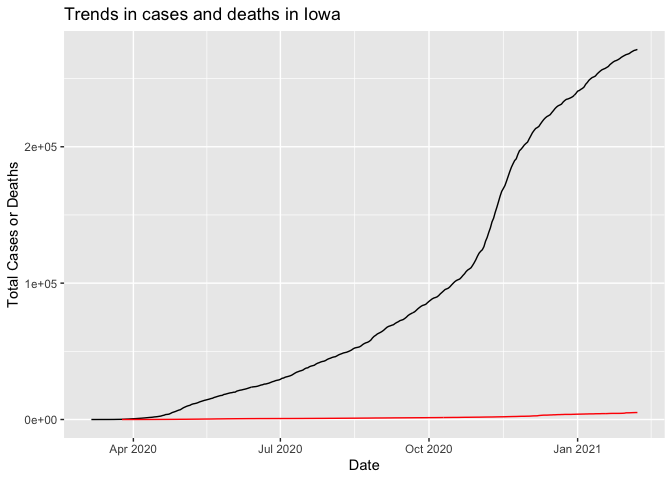 Trends in cases and deaths in Iowa
Total Cases or Deaths
2e+05
1e+05
0e+00
Apr 2020 Jul 2020 Oct 2020 Jan 2021
Date